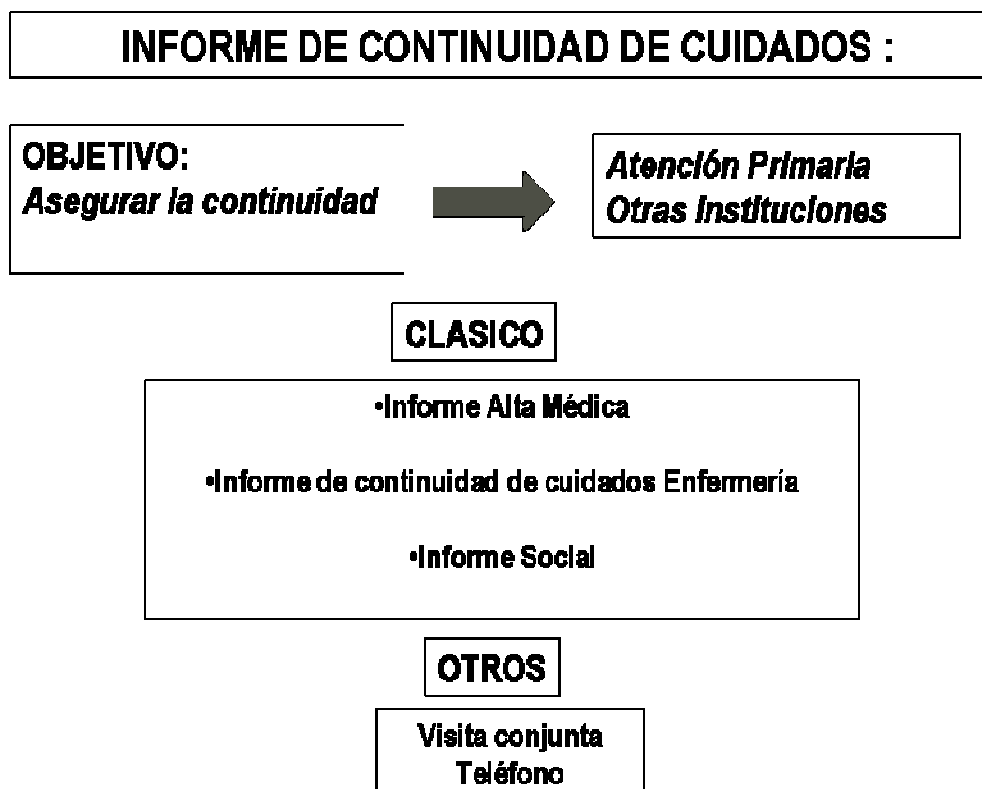 INFORME DE CONTINUIDAD DE CUIDADOS :
OBJETIVO:
Asegurar la continuidad
Atención Primaria
Otras Instituciones
CLASICO
•Informe Alta Médica
•Informe de continuidad de cuidados Enfermería
•Informe Social
OTROS
Visita conjunta
Teléfono